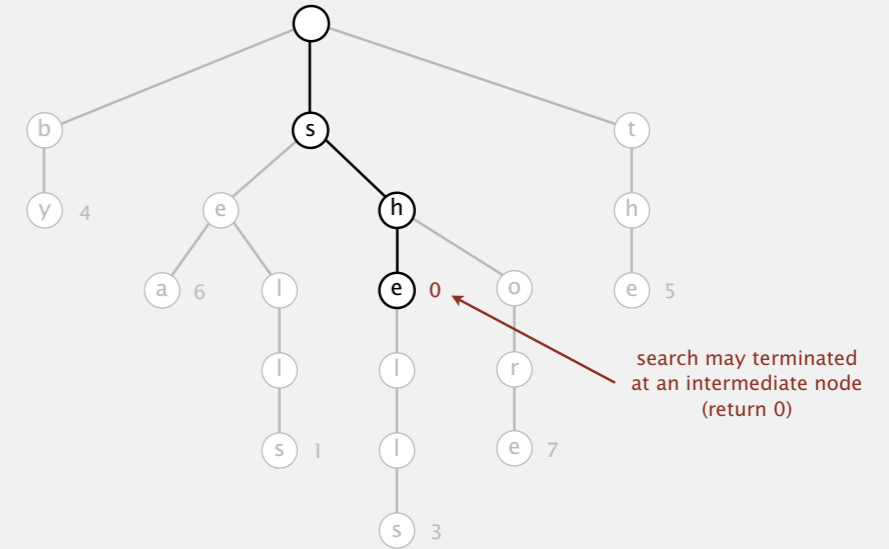 b
s
t
y 4
e
h
h
a 6
l
e 0
o
e 5
l
l
r
search may terminated
at an intermediate node
(return 0)
s 1
l
e 7
s 3